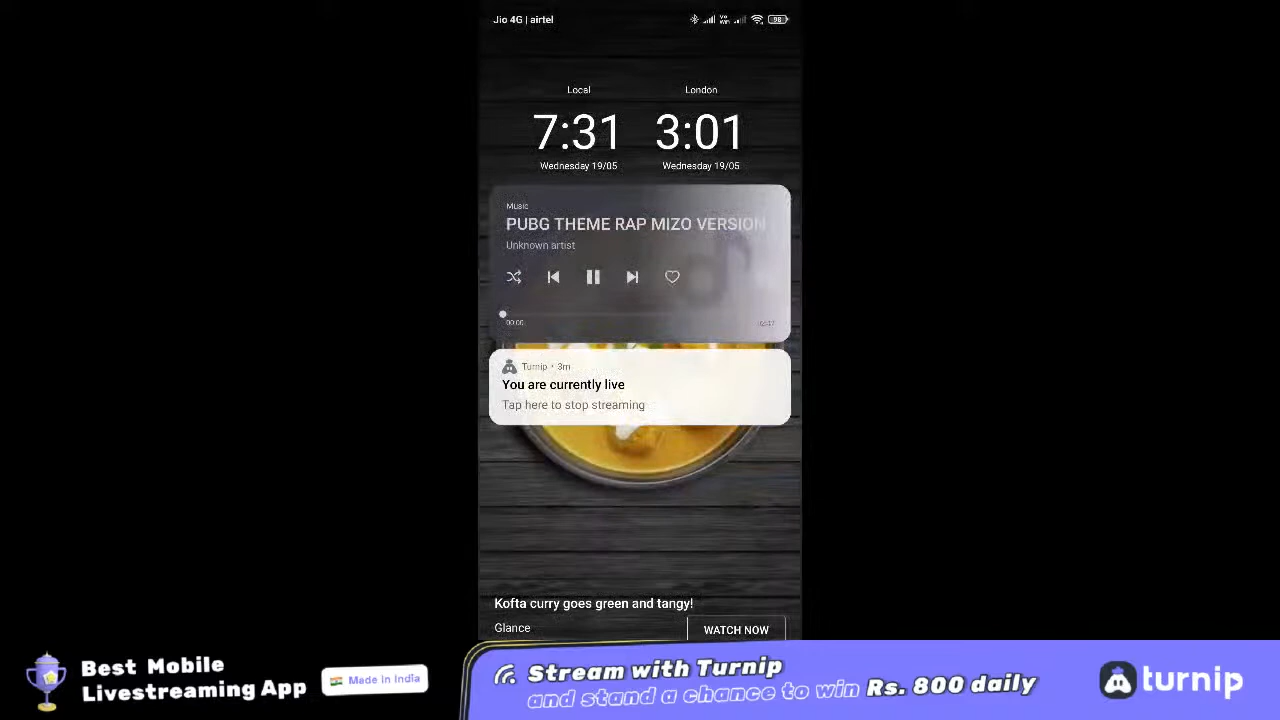 Jio 4G | airtel
98
Local
London
7:31
3:01
Wednesday 19/05
Wednesday 19/05
Music
PUBG THEME RAP MIZO VERSION
Unknown artist
00:00
Turnip • 3m
You are currently live
Tap here to stop streaming
Kofta curry goes green and tangy!
Glance
WATCH NOW
Best Mobile
Livestreaming App
Made in India
Stream with Turnip
and stand a chance to win Rs. 800 daily
turnip